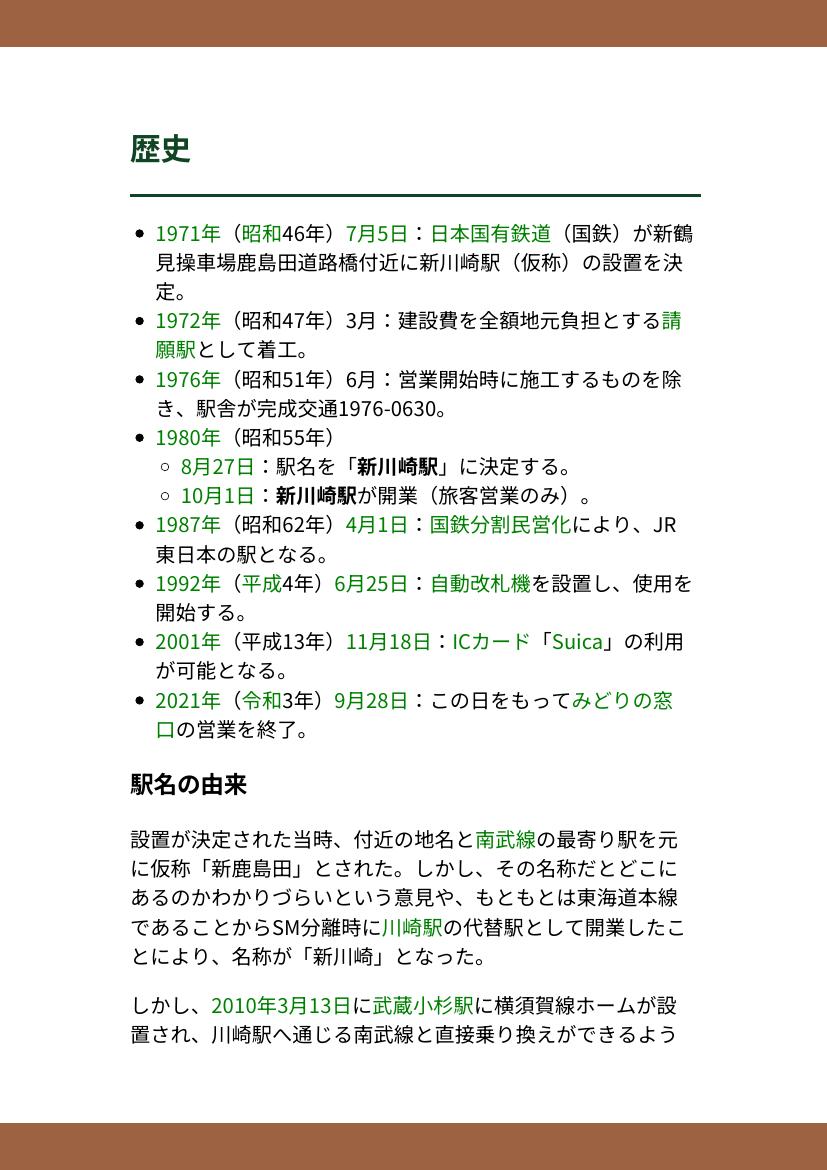 歴史
1971年（昭和46年）7月5日：日本国有鉄道（国鉄）が新鶴
見操車場鹿島田道路橋付近に新川崎駅（仮称）の設置を決
定。
1972年（昭和47年）3月：建設費を全額地元負担とする請
願駅として着工。
1976年（昭和51年）6月：営業開始時に施工するものを除
き、駅舎が完成交通1976-0630。
1980年（昭和55年）
8月27日：駅名を「新川崎駅」に決定する。
10月1日：新川崎駅が開業（旅客営業のみ）。
1987年（昭和62年）4月1日：国鉄分割民営化により、JR
東日本の駅となる。
1992年（平成4年）6月25日：自動改札機を設置し、使用を
開始する。
2001年（平成13年）11月18日：ICカード「Suica」の利用
が可能となる。
2021年（令和3年）9月28日：この日をもってみどりの窓
口の営業を終了。
駅名の由来
設置が決定された当時、付近の地名と南武線の最寄り駅を元
に仮称「新鹿島田」とされた。しかし、その名称だとどこに
あるのかわかりづらいという意見や、もともとは東海道本線
であることからSM分離時に川崎駅の代替駅として開業したこ
とにより、名称が「新川崎」となった。
しかし、2010年3月13日に武蔵小杉駅に横須賀線ホームが設
置され、川崎駅へ通じる南武線と直接乗り換えができるよう